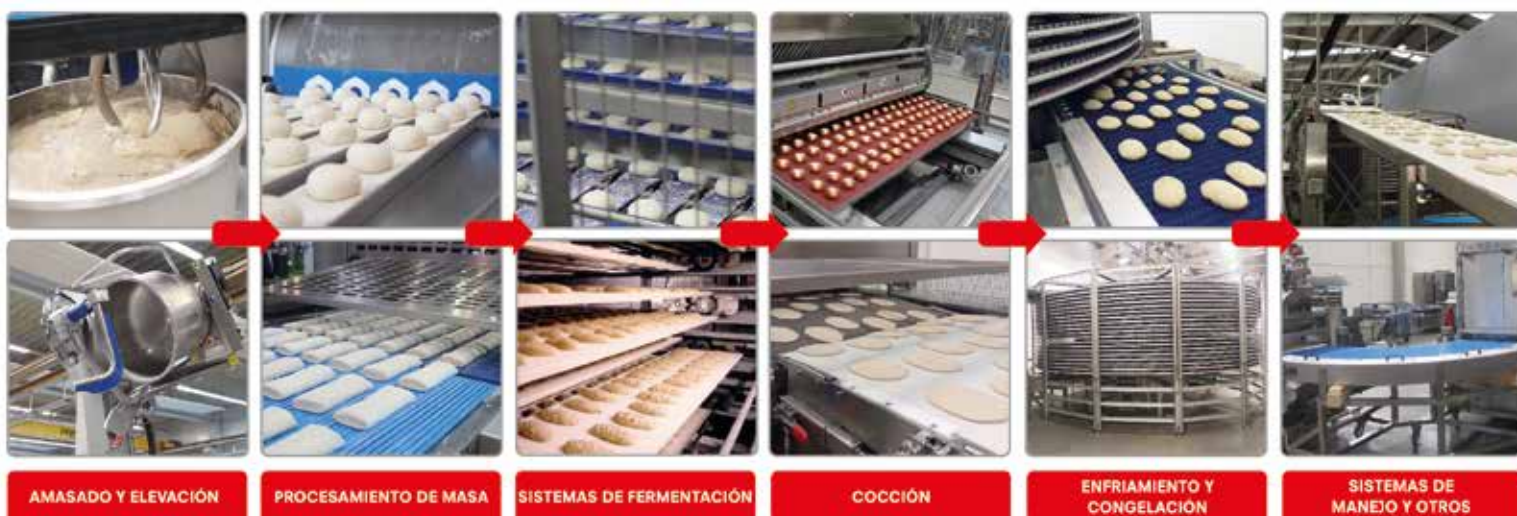 AMASADO Y ELEVACIÓN
PROCESAMIENTO DE MASA
SISTEMAS DE FERMENTACIÓN
COCCIÓN
ENFRIAMIENTO Y
CONGELACIÓN
SISTEMAS DE
MANEJO Y OTROS